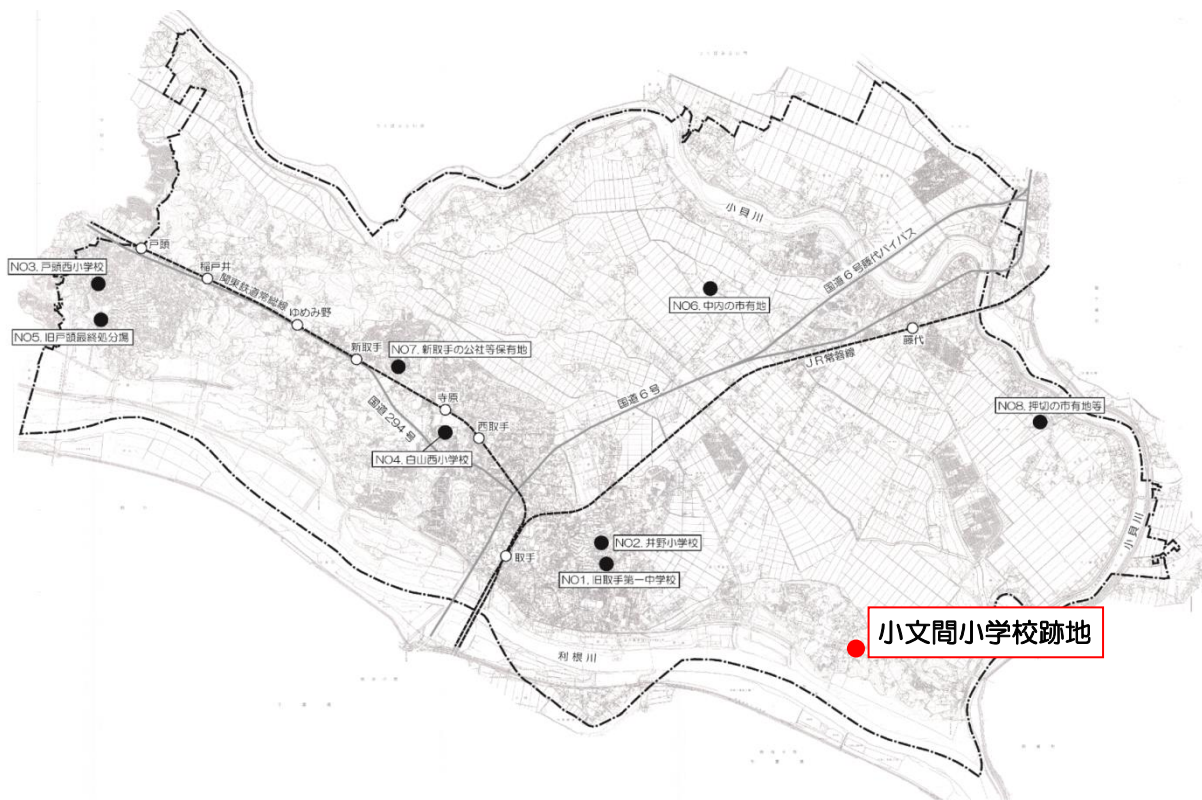 小貝川
国道6号藤代バイパス
戸頭
NO3. 戸頭西小学校
稲戸井
関東鉄道常総線
NO6. 中内の市有地
NO5. 旧戸頭最終処分場
ゆめみ野
藤代
新取手
NO7. 新取手の公社等保有地
JR常磐線
国道294号
寺原
国道6号
NO8. 押切の市有地等
西取手
NO4. 白山西小学校
小貝川
NO2. 井野小学校
取手
NO1. 旧取手第一中学校
小文間小学校跡地
利根川